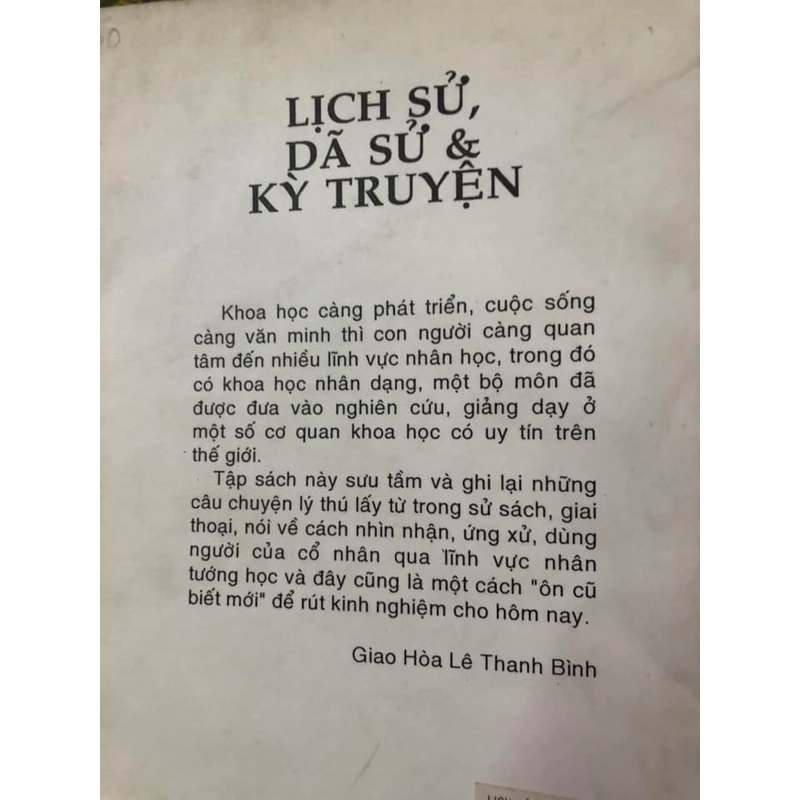 LỊCH SỬ,
DÃ SỬ &
KỲ TRUYỆN
Khoa học càng phát triển, cuộc sống
càng văn minh thì con người càng quan
tâm đến nhiều lĩnh vực nhân học, trong đó
có khoa học nhân dạng, một bộ môn đã
được đưa vào nghiên cứu, giảng dạy ở
một số cơ quan khoa học có uy tín trên
thế giới.
Tập sách này sưu tầm và ghi lại những
câu chuyện lý thú lấy từ trong sử sách, giai
thoại, nói về cách nhìn nhận, ứng xử, dùng
người của cổ nhân qua lĩnh vực nhân
tướng học và đây cũng là một cách "ôn cũ
biết mới" để rút kinh nghiệm cho hôm nay.
Giao Hòa Lê Thanh Bình